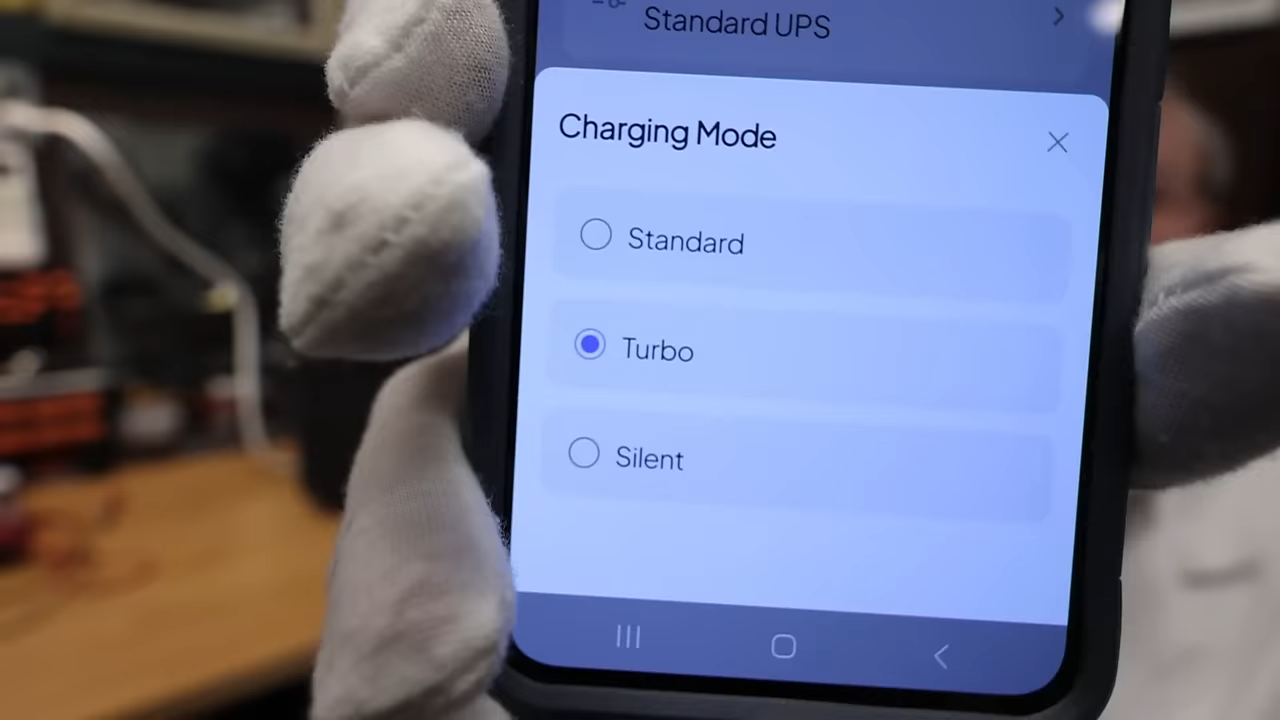 Standard UPS
Charging Mode
Standard
Turbo
Silent